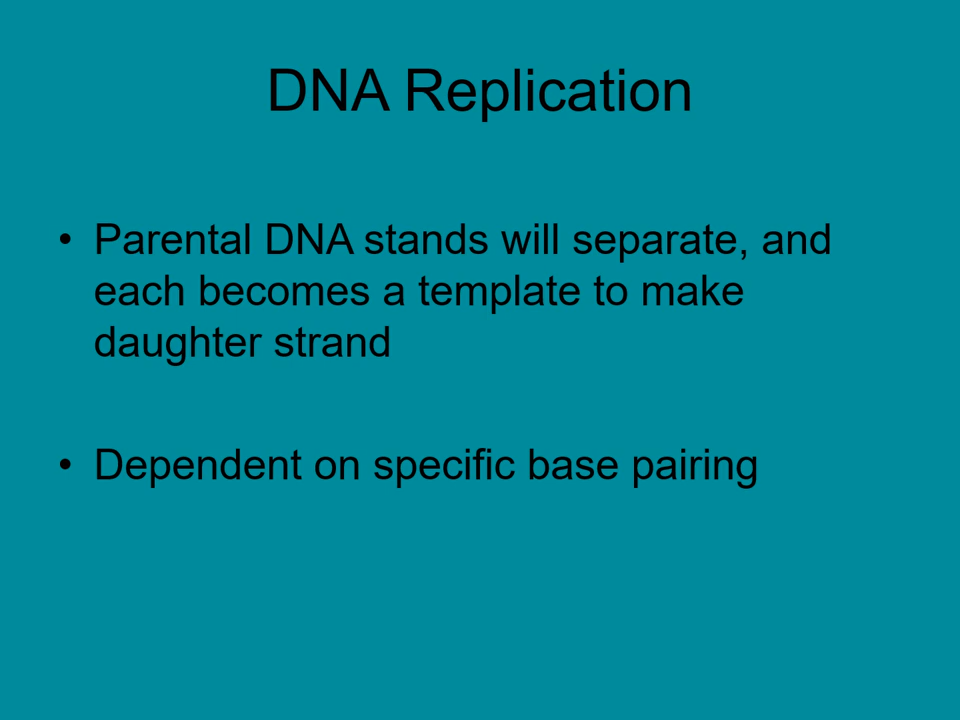 DNA Replication
• Parental DNA stands will separate, and
each becomes a template to make
daughter strand
• Dependent on specific base pairing